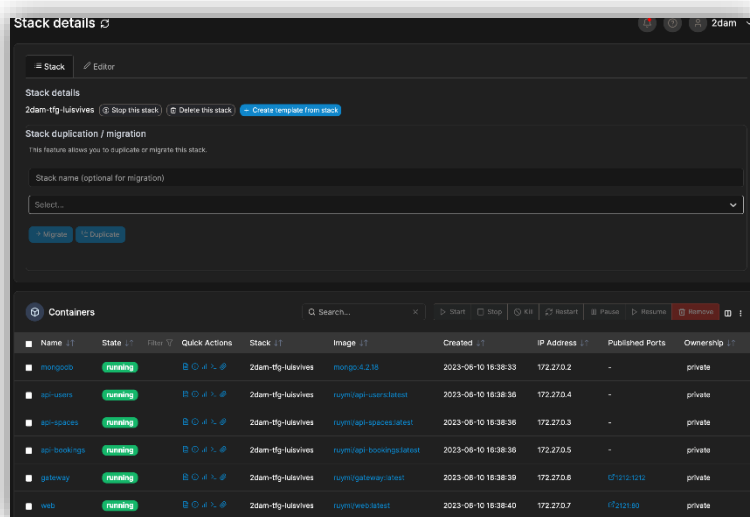 Stack details
2dam
Stack
Editor
Stack details
2dam-tfg-luisvives Stop this stack Delete this stack + Create template from stack
Stack duplication / migration
This feature allows you to duplicate or migrate this stack.
Stack name (optional for migration)
Select...
Migrate Duplicate
Containers Search... Start Stop Kill Restart Pause Resume Remove
Name State Filter Quick Actions Stack Image Created IP Address Published Ports Ownership
mongodb running 2dam-tfg-luisvives mongo:4.2.18 2023-06-10 16:38:33 172.27.0.2 - private
api-users running 2dam-tfg-luisvives ruymi/api-users:latest 2023-06-10 16:38:36 172.27.0.4 - private
api-spaces running 2dam-tfg-luisvives ruymi/api-spaces:latest 2023-06-10 16:38:36 172.27.0.3 - private
api-bookings running 2dam-tfg-luisvives ruymi/api-bookings:latest 2023-06-10 16:38:36 172.27.0.5 - private
gateway running 2dam-tfg-luisvives ruymi/gateway:latest 2023-06-10 16:38:39 172.27.0.6 1212:1212 private
web running 2dam-tfg-luisvives ruymi/web:latest 2023-06-10 16:38:40 172.27.0.7 2121:80 private